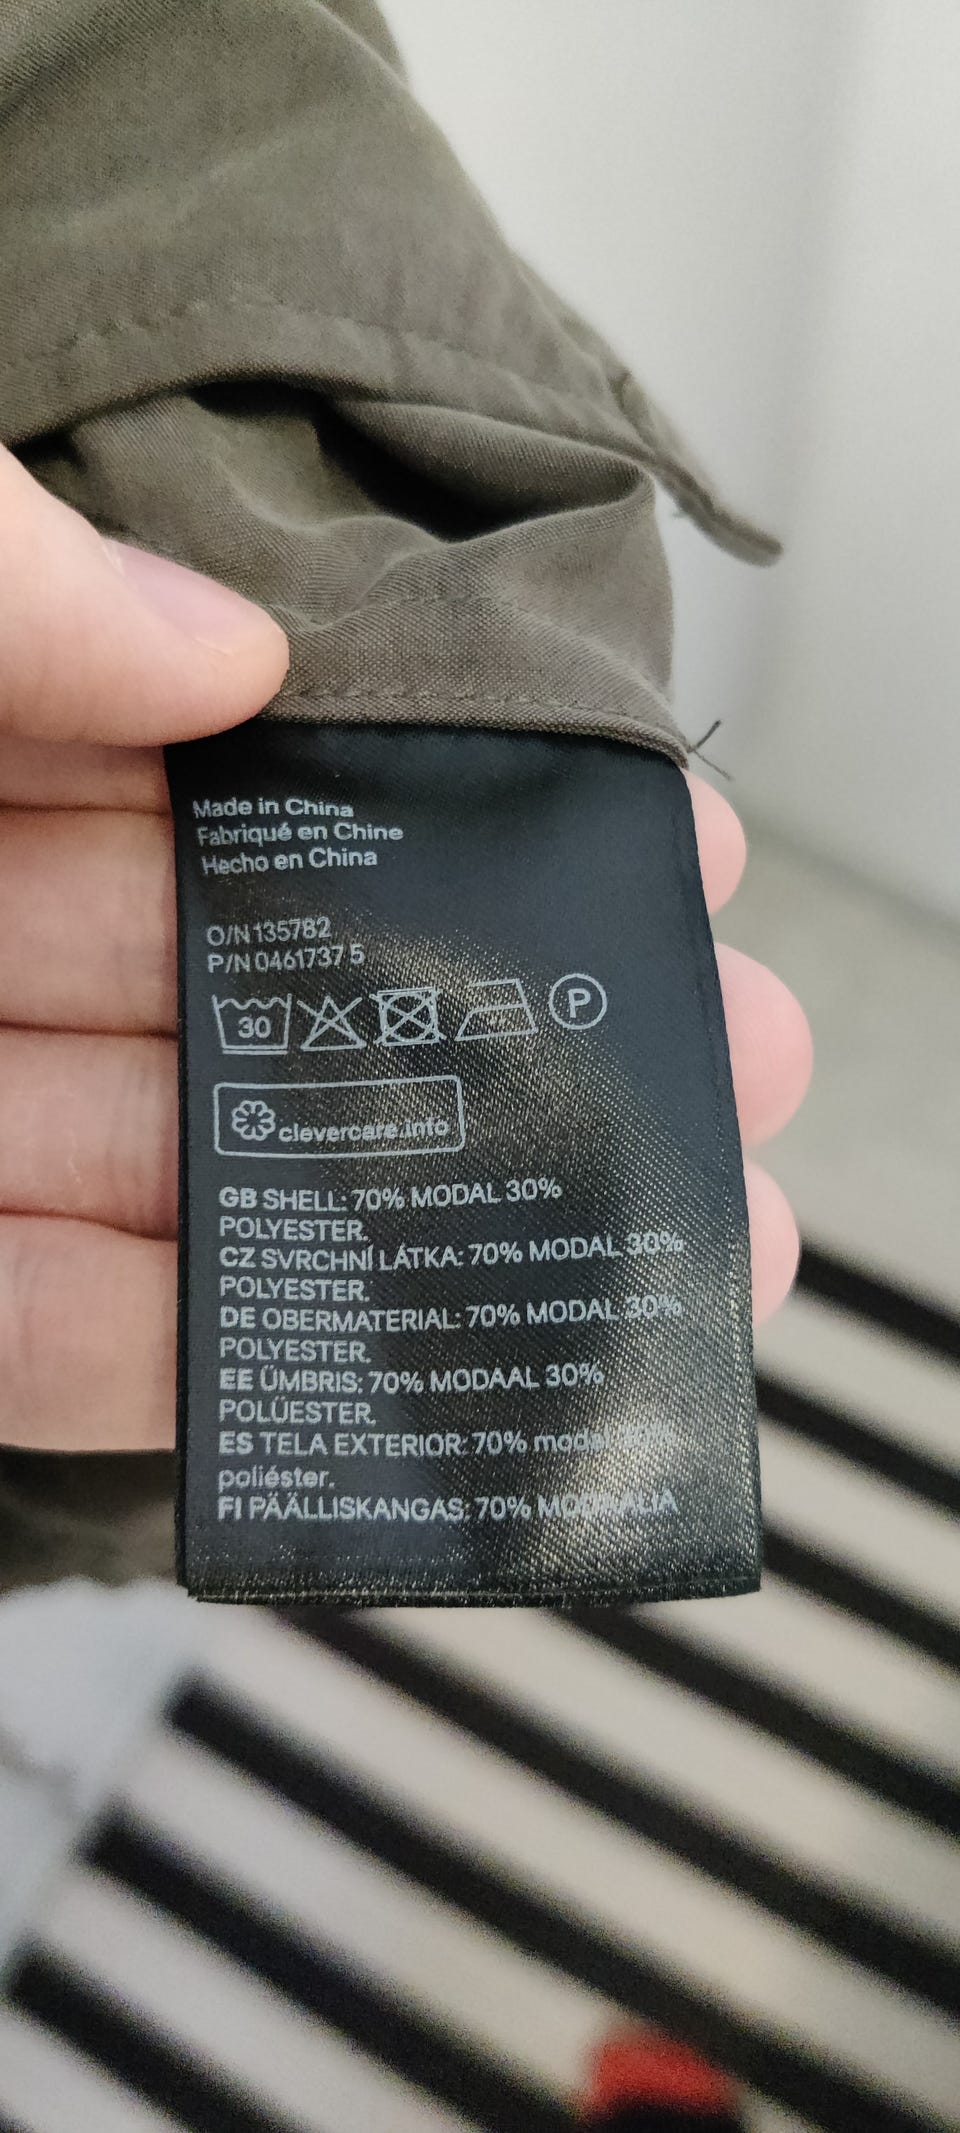 Made in China
Fabriqué en Chine
Hecho en China
O/N 135782
P/N 0461737 5
30 P
clevercare.info
GB SHELL: 70% MODAL 30%
POLYESTER.
CZ SVRCHNÍ LÁTKA: 70% MODAL 30%
POLYESTER.
DE OBERMATERIAL: 70% MODAL 30%
POLYESTER.
EE ÜMBRIS: 70% MODAAL 30%
POLÜESTER.
ES TELA EXTERIOR: 70% modal 30%
poliéster.
FI PÄÄLLISKANGAS: 70% MODAALIA